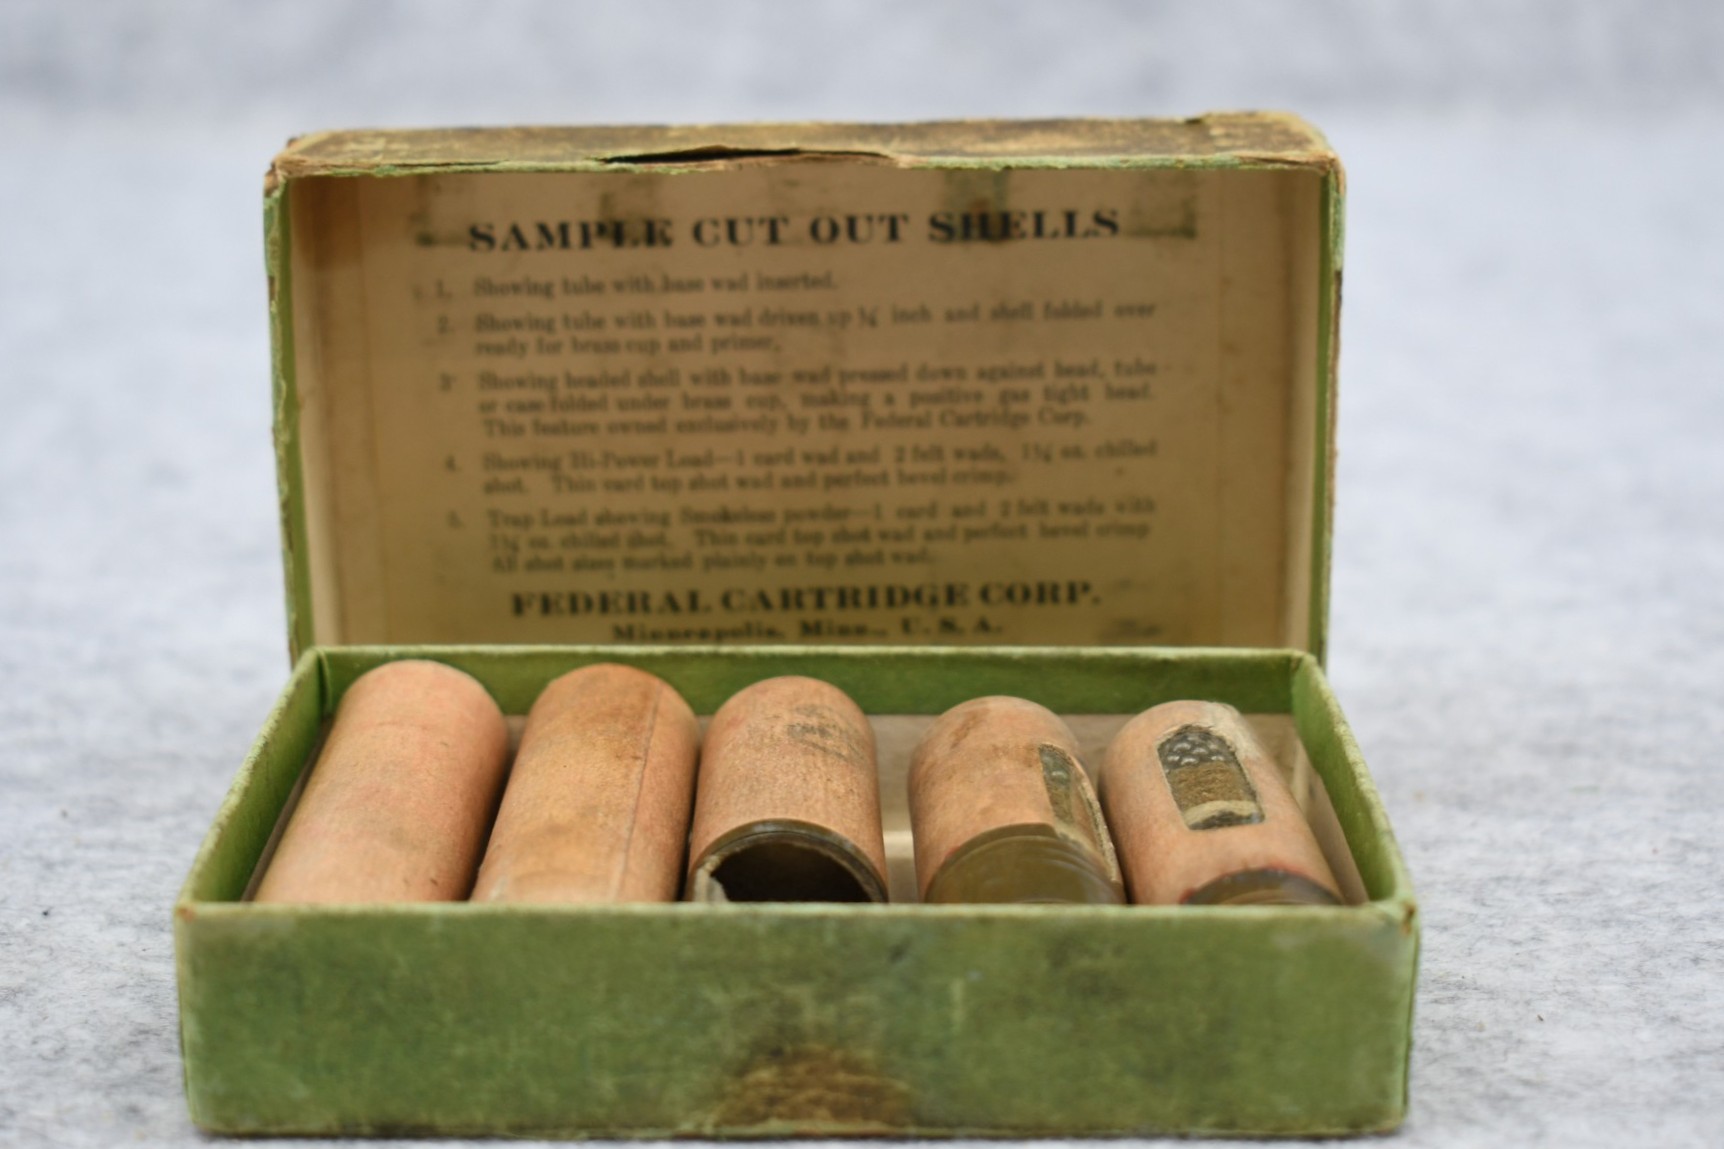 SAMPLE CUT OUT SHELLS
1. Showing tube with base wad inserted.
2. Showing tube with base wad driven up ¼ inch and shell folded over
ready for brass cup and primer.
3. Showing headed shell with base wad pressed down against head, tube
or case folded under brass cup, making a positive gas tight head.
This feature owned exclusively by the Federal Cartridge Corp.
4. Showing Hi-Power Load—1 card wad and 2 felt wads, 1¼ oz. chilled
shot. Thin card top shot wad and perfect bevel crimp.
5. Trap Load showing Smokeless powder—1 card and 2 felt wads with
1¼ oz. chilled shot. Thin card top shot wad and perfect bevel crimp
All shot sizes marked plainly on top shot wad.
FEDERAL CARTRIDGE CORP.
Minneapolis, Minn., U. S. A.